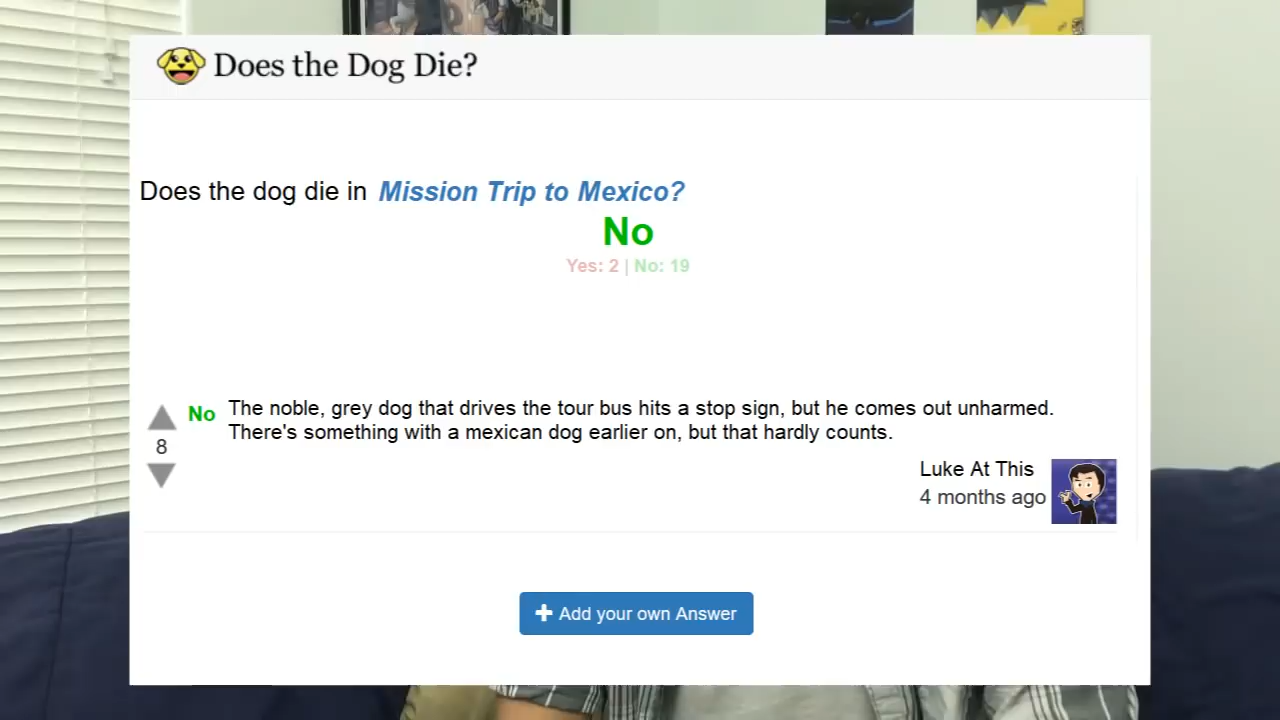 Does the Dog Die?
Does the dog die in Mission Trip to Mexico?
No
Yes: 2 | No: 19
No The noble, grey dog that drives the tour bus hits a stop sign, but he comes out unharmed.
There's something with a mexican dog earlier on, but that hardly counts.
8
Luke At This
4 months ago
Add your own Answer